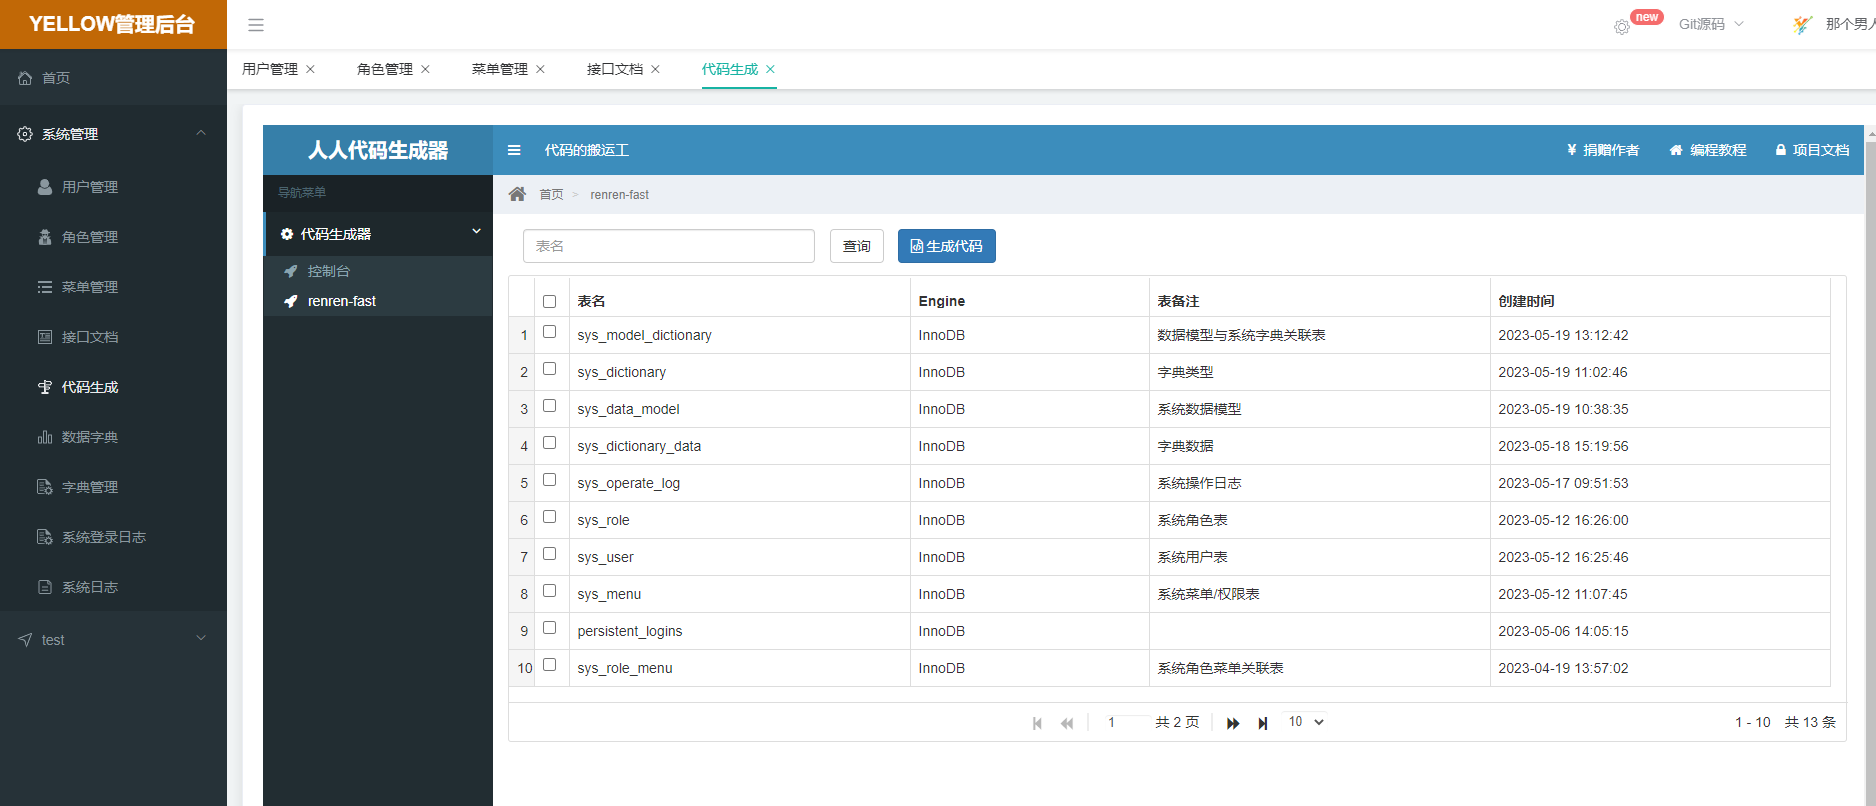 YELLOW管理后台
new
Git源码
那个男人
首页
用户管理
角色管理
菜单管理
接口文档
代码生成
系统管理
用户管理
角色管理
菜单管理
接口文档
代码生成
数据字典
字典管理
系统登录日志
系统日志
test
人人代码生成器
代码的搬运工
¥ 捐赠作者
编程教程
项目文档
导航菜单
代码生成器
控制台
renren-fast
首页 > renren-fast
表名
查询
生成代码
表名 Engine 表备注 创建时间
1 sys_model_dictionary InnoDB 数据模型与系统字典关联表 2023-05-19 13:12:42
2 sys_dictionary InnoDB 字典类型 2023-05-19 11:02:46
3 sys_data_model InnoDB 系统数据模型 2023-05-19 10:38:35
4 sys_dictionary_data InnoDB 字典数据 2023-05-18 15:19:56
5 sys_operate_log InnoDB 系统操作日志 2023-05-17 09:51:53
6 sys_role InnoDB 系统角色表 2023-05-12 16:26:00
7 sys_user InnoDB 系统用户表 2023-05-12 16:25:46
8 sys_menu InnoDB 系统菜单/权限表 2023-05-12 11:07:45
9 persistent_logins InnoDB 2023-05-06 14:05:15
10 sys_role_menu InnoDB 系统角色菜单关联表 2023-04-19 13:57:02
1 共 2 页 10 1 - 10 共 13 条